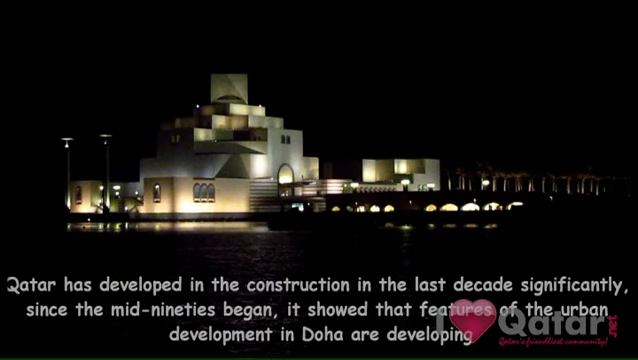 Qatar has developed in the construction in the last decade significantly,
since the mid-nineties began, it showed that features of the urban
development in Doha are developing
I Qatar.net
Qatar's friendliest community!